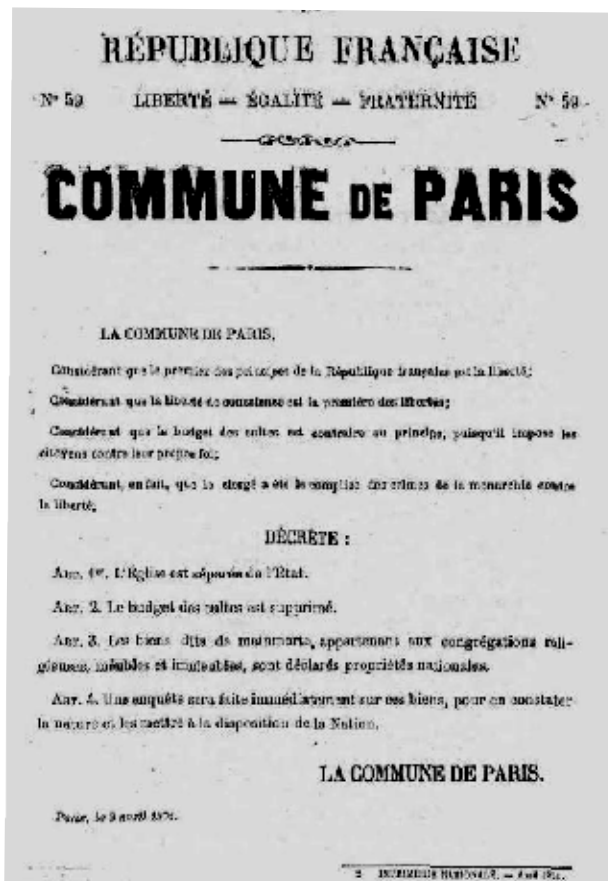 RÉPUBLIQUE FRANÇAISE
N° 59 LIBERTÉ — ÉGALITÉ — FRATERNITÉ N° 59
COMMUNE DE PARIS
LA COMMUNE DE PARIS,
Considérant que le premier des principes de la République française est la liberté;
Considérant que la liberté de conscience est la première des libertés;
Considérant que le budget des cultes est contraire au principe, puisqu'il impose les
citoyens contre leur propre foi;
Considérant, en fait, que le clergé a été le complice des crimes de la monarchie contre
la liberté,
DÉCRÈTE :
ART. 1er. L'Église est séparée de l'État.
ART. 2. Le budget des cultes est supprimé.
ART. 3. Les biens dits de mainmorte, appartenant aux congrégations reli-
gieuses, meubles et immeubles, sont déclarés propriétés nationales.
ART. 4. Une enquête sera faite immédiatement sur ces biens, pour en constater
la nature et les mettre à la disposition de la Nation.
LA COMMUNE DE PARIS.
Paris, le avril 1871.
2 IMPRIMERIE NATIONALE. — Avril 1871.